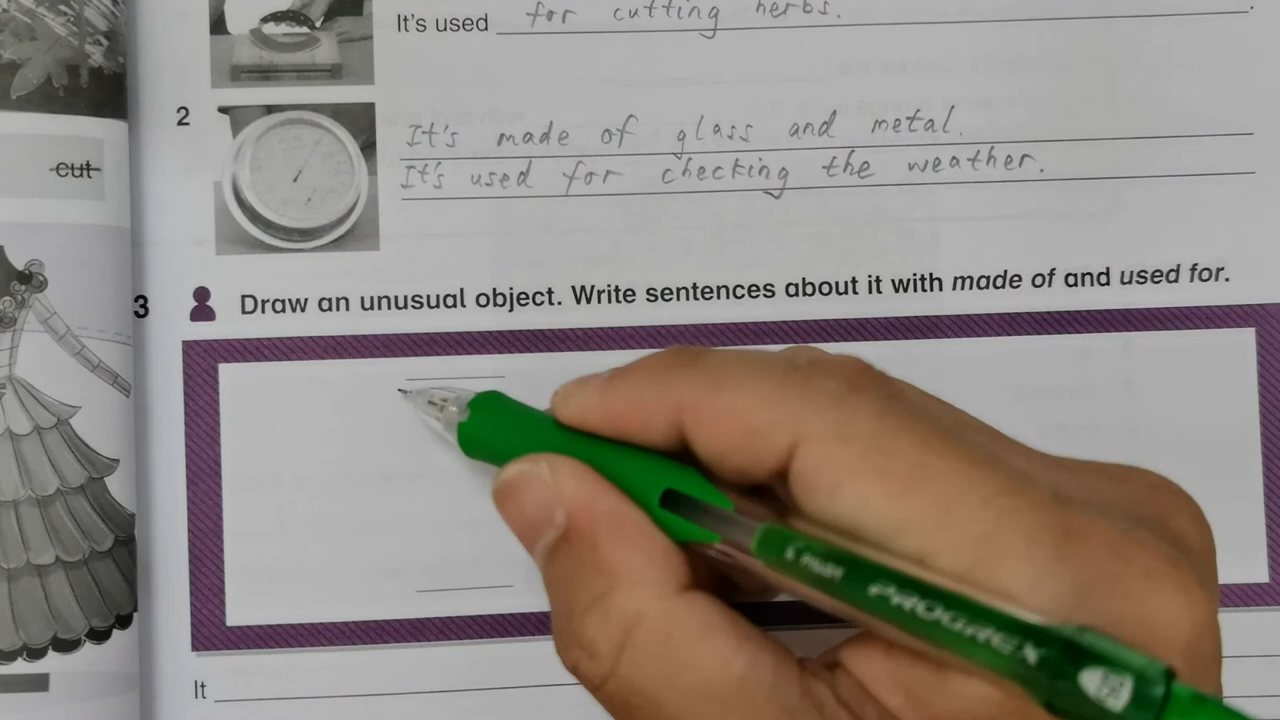 It's used for cutting herbs.
2
It's made of glass and metal.
It's used for checking the weather.
cut
3 Draw an unusual object. Write sentences about it with made of and used for.
PILOT PROGREX
It